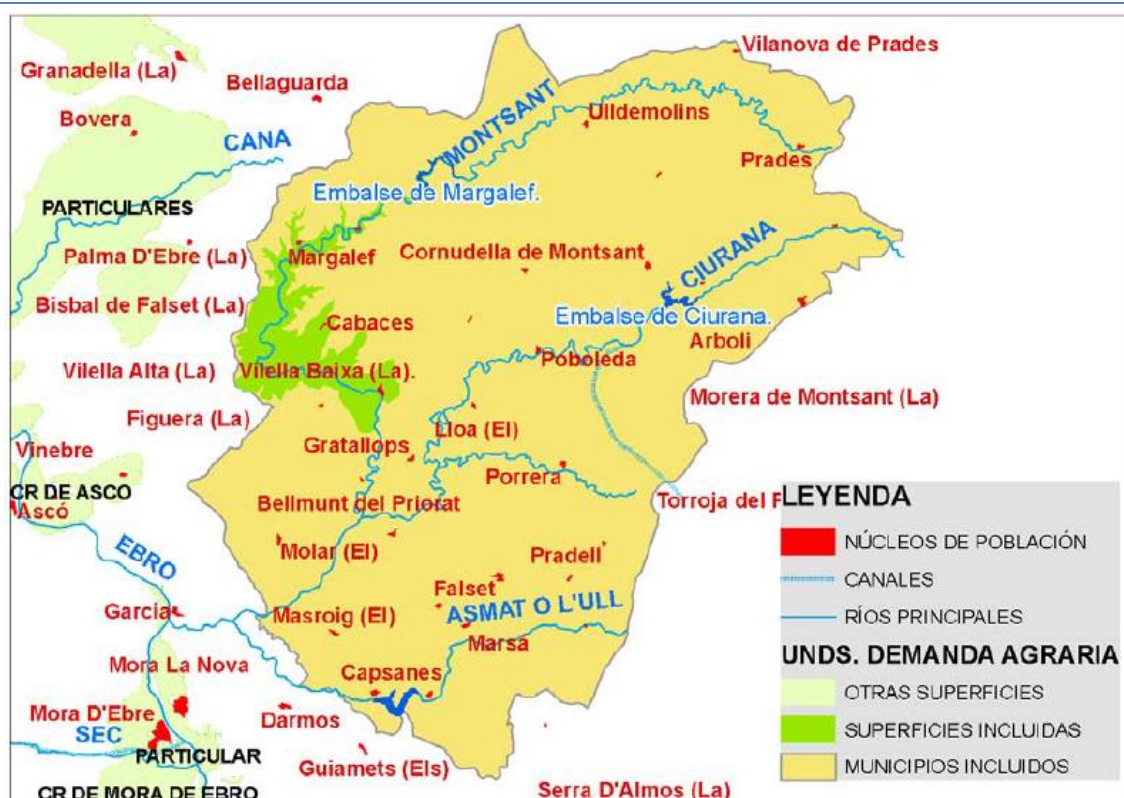 Vilanova de Prades
Granadella (La)
Bellaguarda
MONTSANT
Ulldemolins
Bovera
CANA
Prades
Embalse de Margalef.
PARTICULARES
CIURANA
Palma D'Ebre (La)
Margalef
Cornudella de Montsant
Bisbal de Falset (La)
Cabaces
Embalse de Ciurana.
Arboli
Poboleda
Vilella Alta (La)
Vilella Baixa (La).
Morera de Montsant (La)
Figuera (La)
Lloa (El)
Gratallops
Vinebre
Porrera
CR DE ASCO
Ascó
Bellmunt del Priorat
Torroja del P
EBRO
Molar (El)
Pradell
Falset
García
Masroig (El)
ASMAT O L'ULL
Marsa
Mora La Nova
Capsanes
Mora D'Ebre
Darmos
SEC
PARTICULAR
Guiamets (Els)
CR DE MORA DE EBRO
Serra D'Almos (La)
LEYENDA
NÚCLEOS DE POBLACIÓN
CANALES
RÍOS PRINCIPALES
UNDS. DEMANDA AGRARIA
OTRAS SUPERFICIES
SUPERFICIES INCLUIDAS
MUNICIPIOS INCLUIDOS